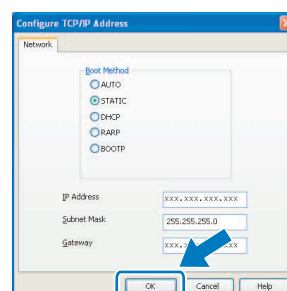 Configure TCP/IP Address
Network
Boot Method
AUTO
STATIC
DHCP
RARP
BOOTP
IP Address xxx.xxx.xxx.xxx
Subnet Mask 255.255.255.0
Gateway
OK Cancel Help